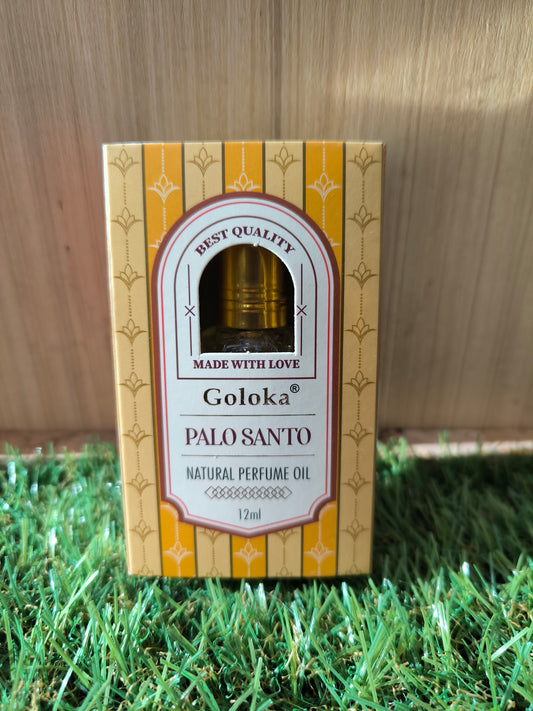 BEST QUALITY
MADE WITH LOVE
Goloka®
PALO SANTO
NATURAL PERFUME OIL
12ml